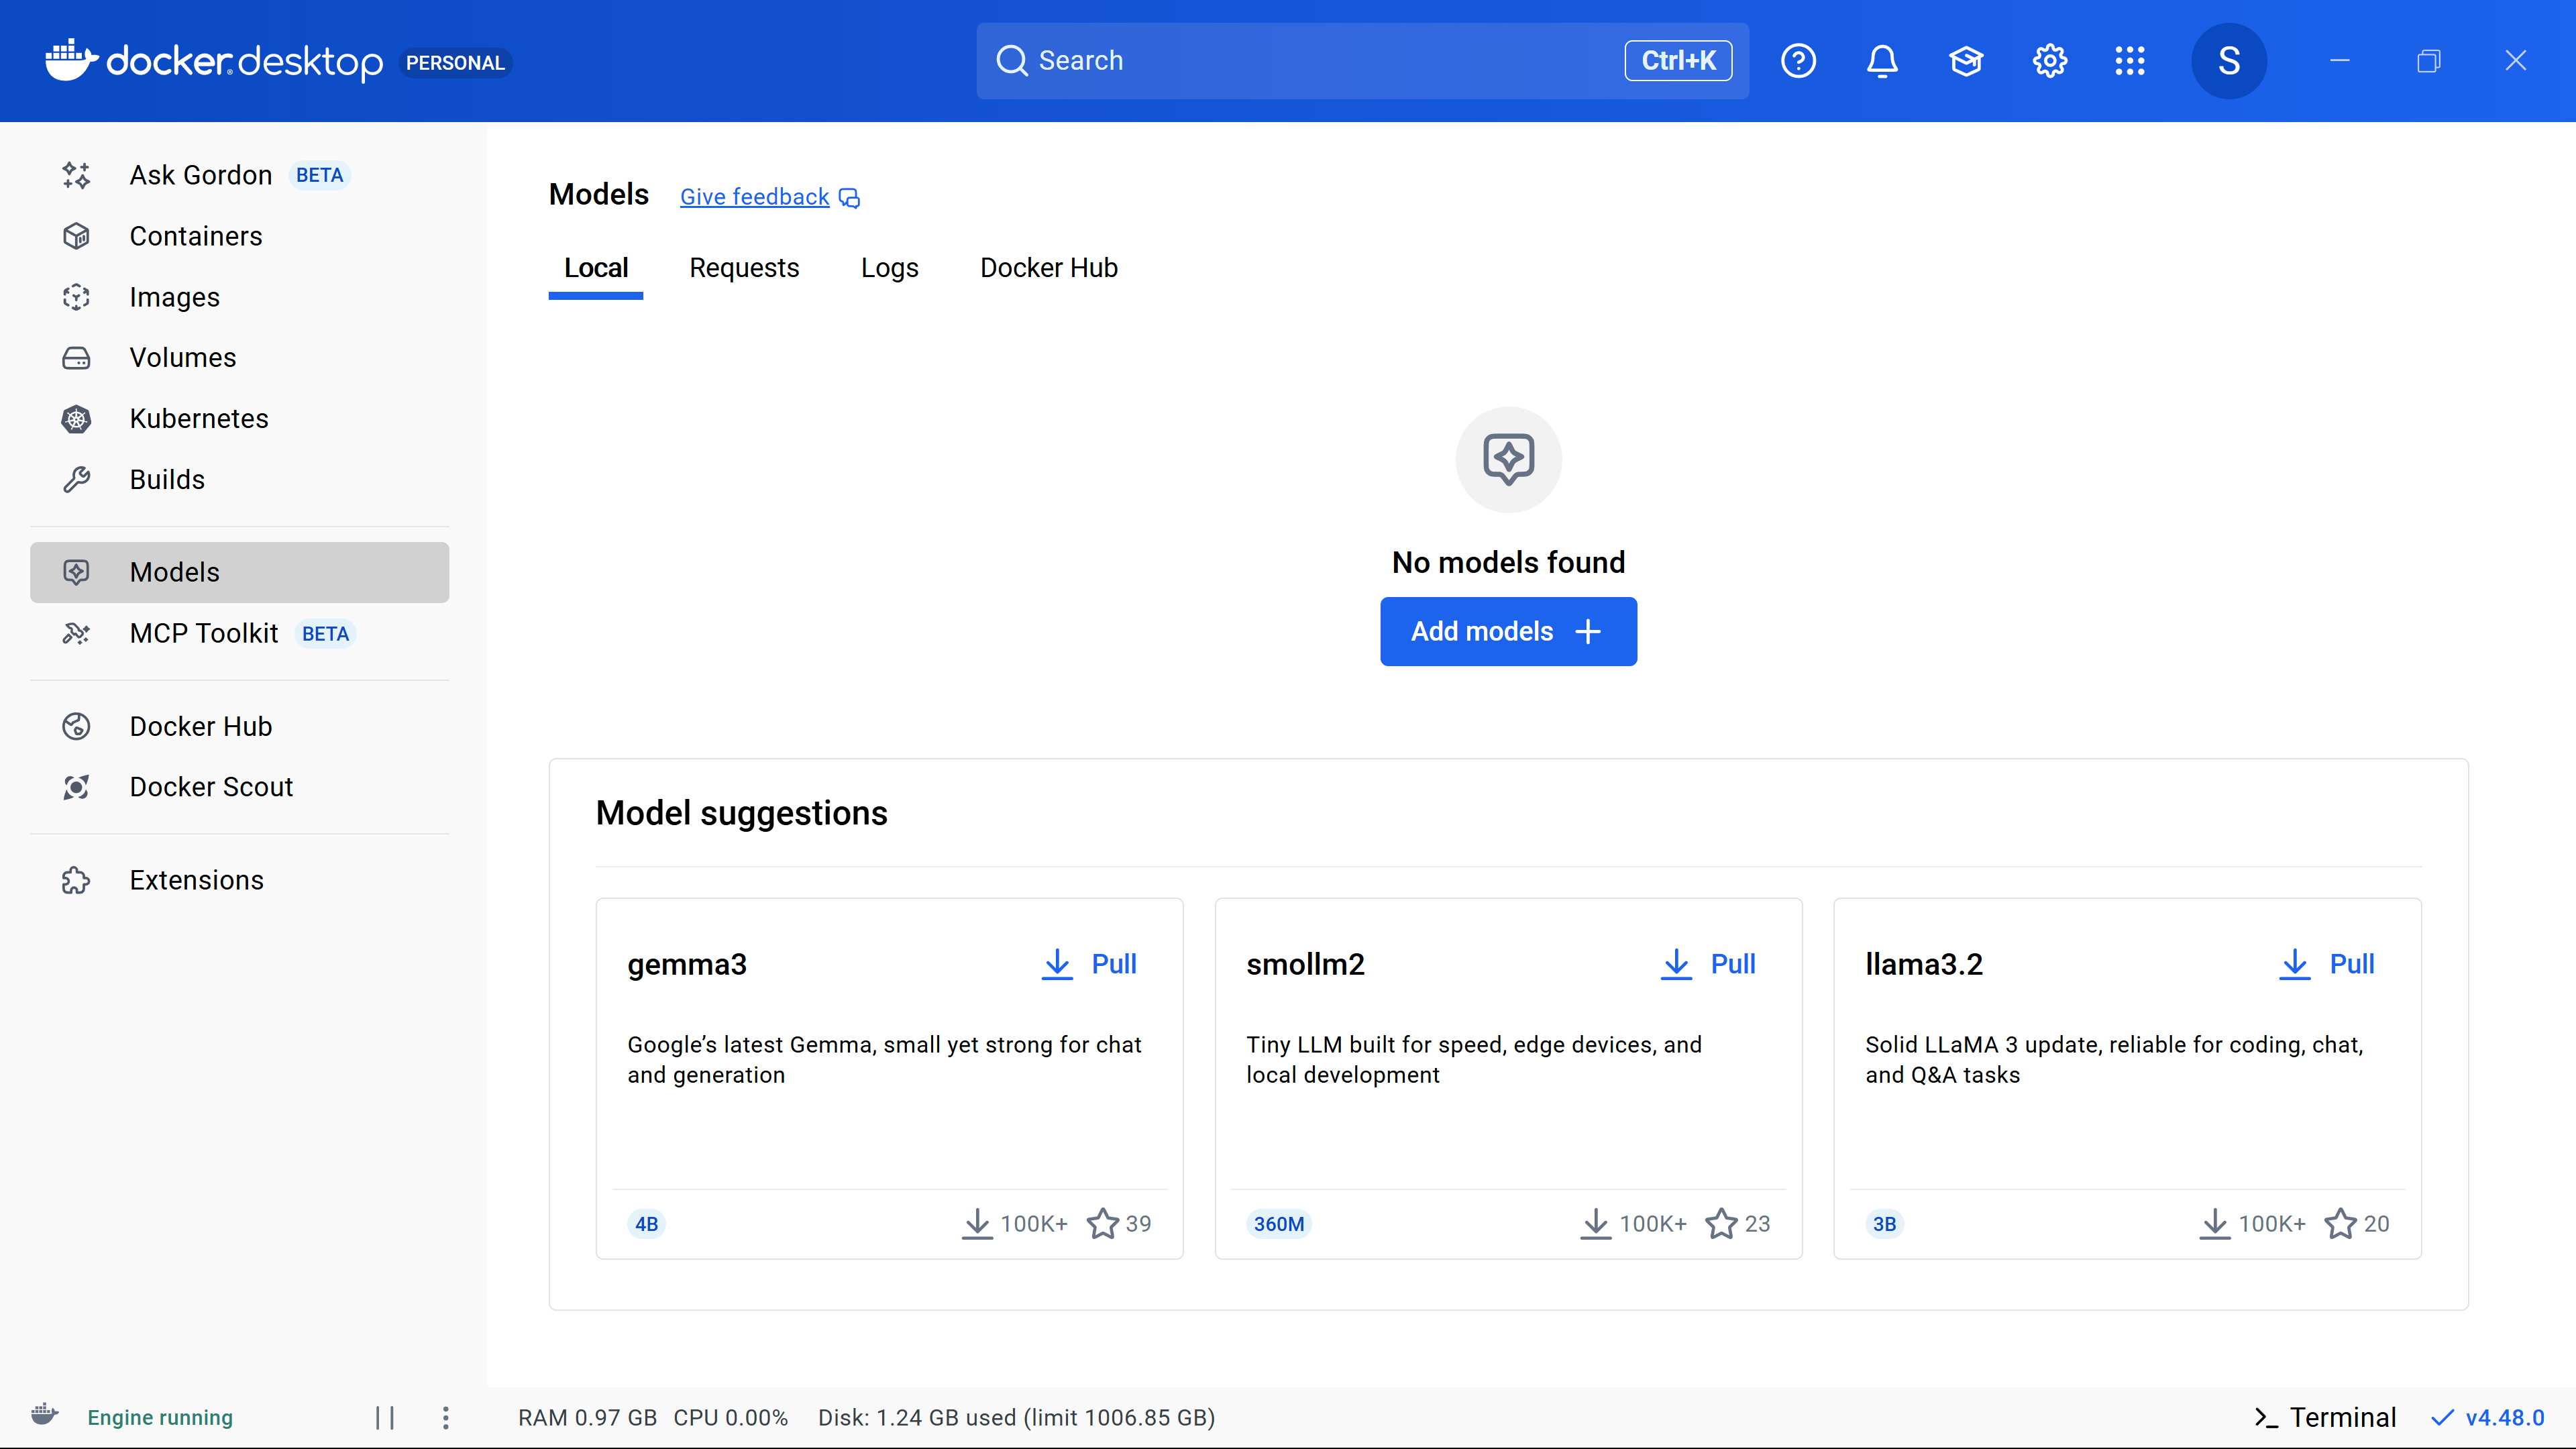 docker desktop PERSONAL
Search Ctrl+K
S
Ask Gordon BETA
Containers
Images
Volumes
Kubernetes
Builds
Models
MCP Toolkit BETA
Docker Hub
Docker Scout
Extensions
Models Give feedback
Local Requests Logs Docker Hub
No models found
Add models
Model suggestions
gemma3 Pull
Google’s latest Gemma, small yet strong for chat
and generation
4B 100K+ 39
smollm2 Pull
Tiny LLM built for speed, edge devices, and
local development
360M 100K+ 23
llama3.2 Pull
Solid LLaMA 3 update, reliable for coding, chat,
and Q&A tasks
3B 100K+ 20
Engine running
RAM 0.97 GB CPU 0.00% Disk: 1.24 GB used (limit 1006.85 GB)
Terminal v4.48.0